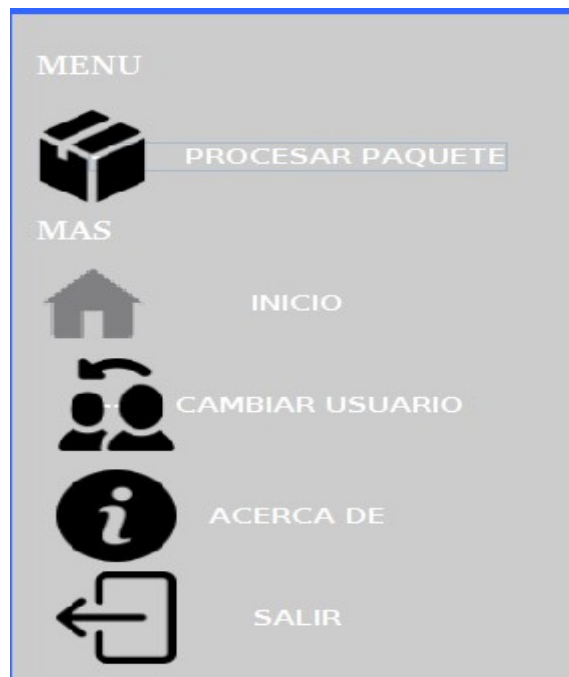 MENU
PROCESAR PAQUETE
MAS
INICIO
CAMBIAR USUARIO
ACERCA DE
SALIR